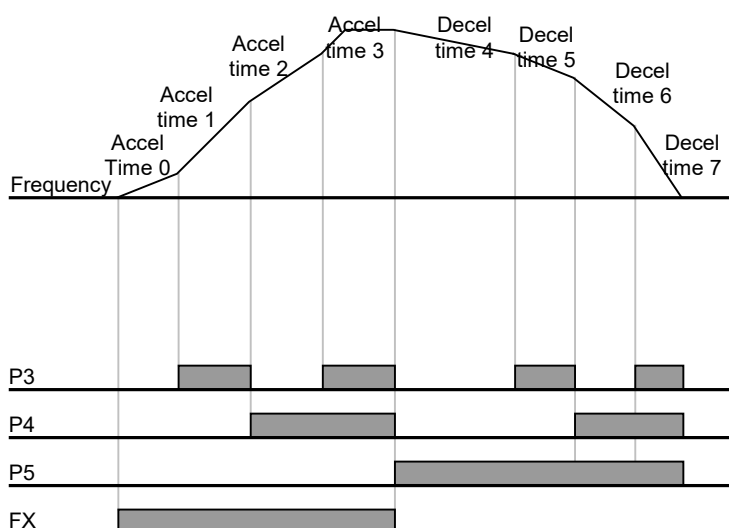 Accel
time 3
Decel
time 4
Decel
time 5
Accel
time 2
Decel
time 6
Accel
time 1
Accel
Time 0
Decel
time 7
Frequency
P3
P4
P5
FX